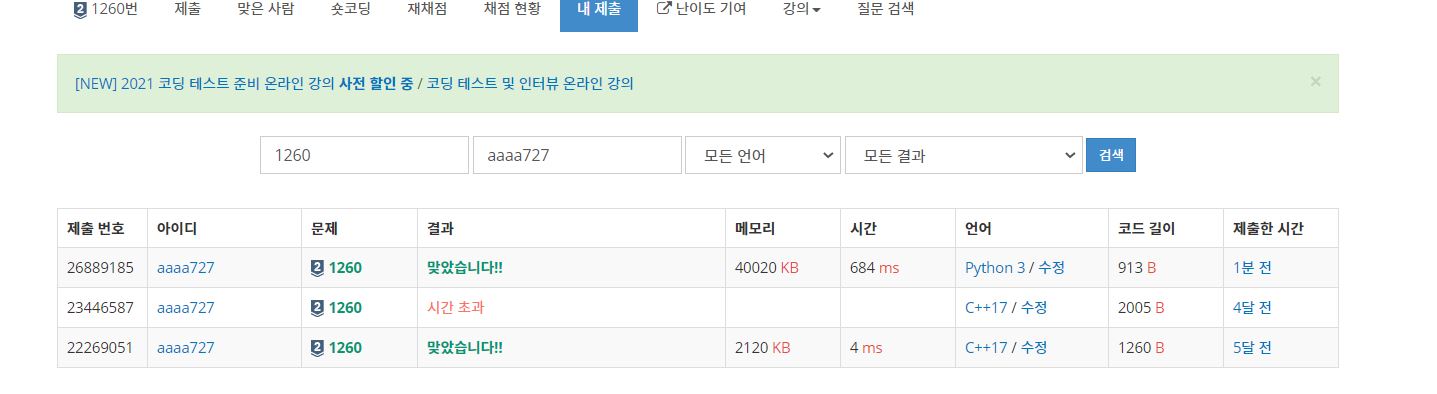 2 1260번 제출 맞은 사람 숏코딩 재채점 채점 현황 내 제출 난이도 기여 강의 질문 검색
[NEW] 2021 코딩 테스트 준비 온라인 강의 사전 할인 중 / 코딩 테스트 및 인터뷰 온라인 강의 ×
1260 aaaa727 모든 언어 모든 결과 검색
제출 번호 아이디 문제 결과 메모리 시간 언어 코드 길이 제출한 시간
26889185 aaaa727 2 1260 맞았습니다!! 40020 KB 684 ms Python 3 / 수정 913 B 1분 전
23446587 aaaa727 2 1260 시간 초과 C++17 / 수정 2005 B 4달 전
22269051 aaaa727 2 1260 맞았습니다!! 2120 KB 4 ms C++17 / 수정 1260 B 5달 전